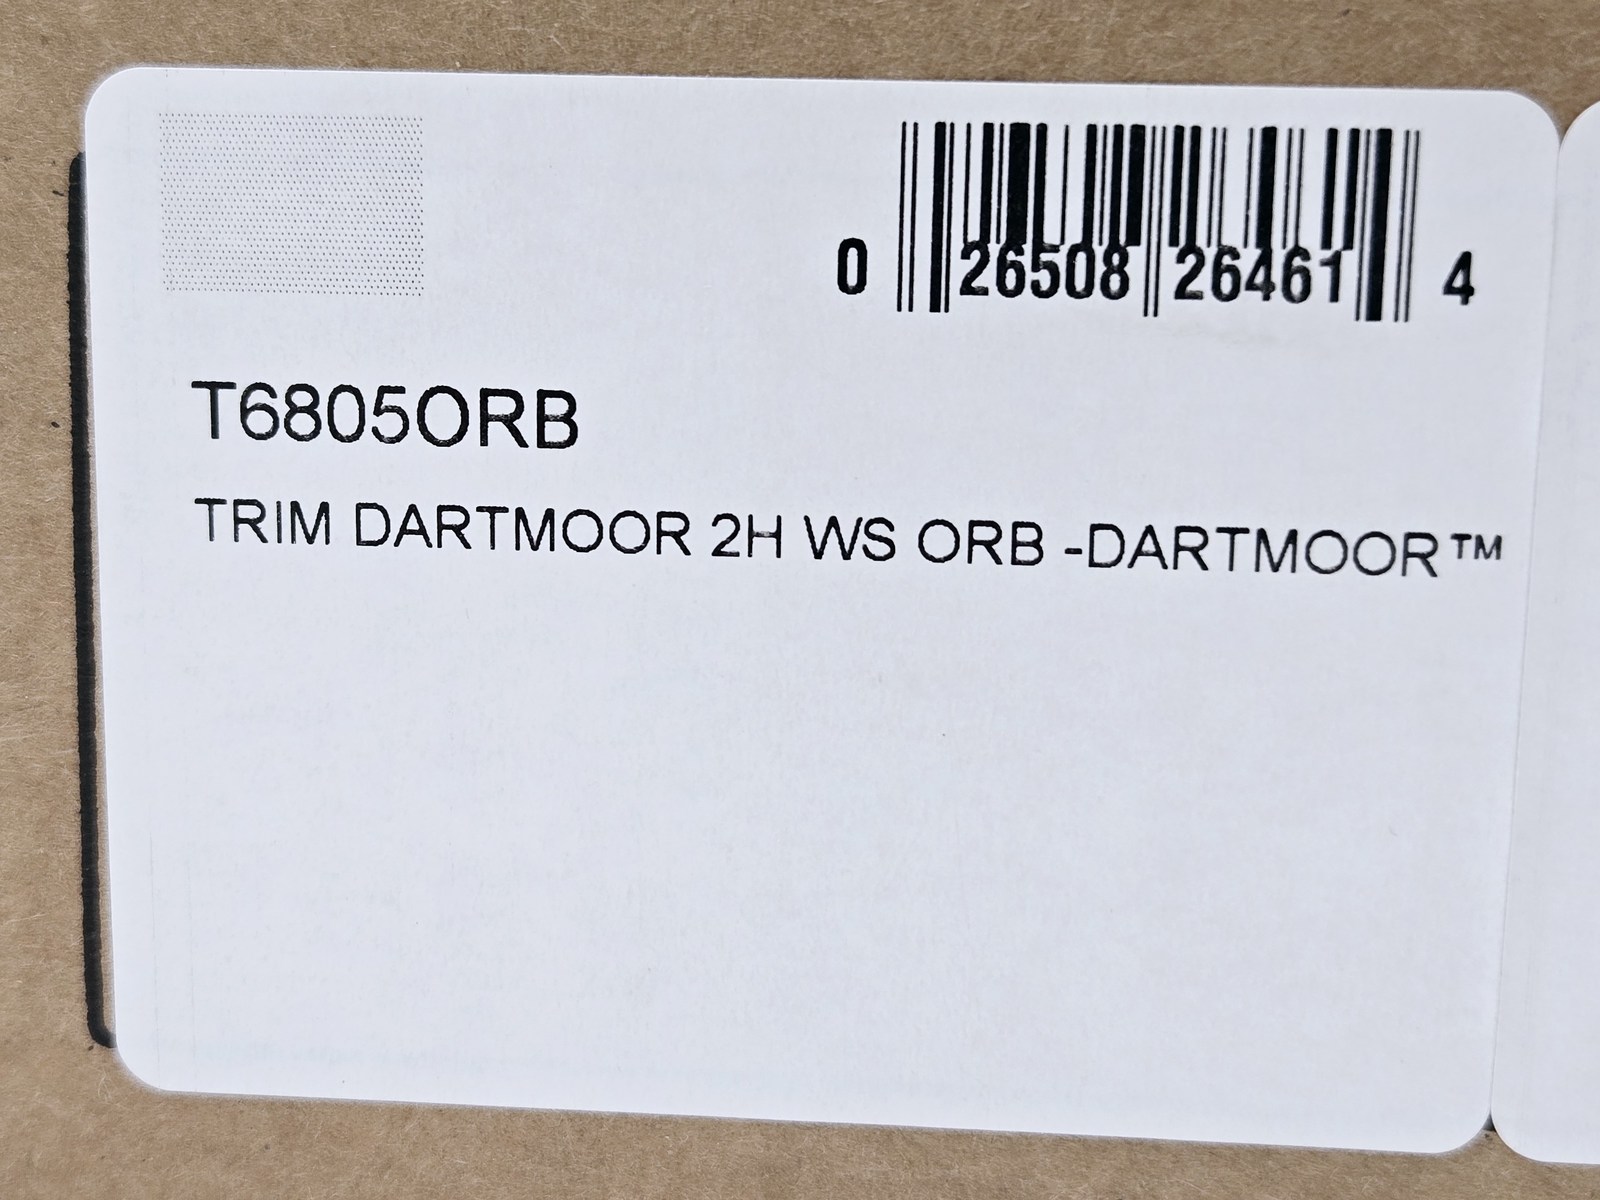 0 26508 26461 4
T6805ORB
TRIM DARTMOOR 2H WS ORB -DARTMOOR™